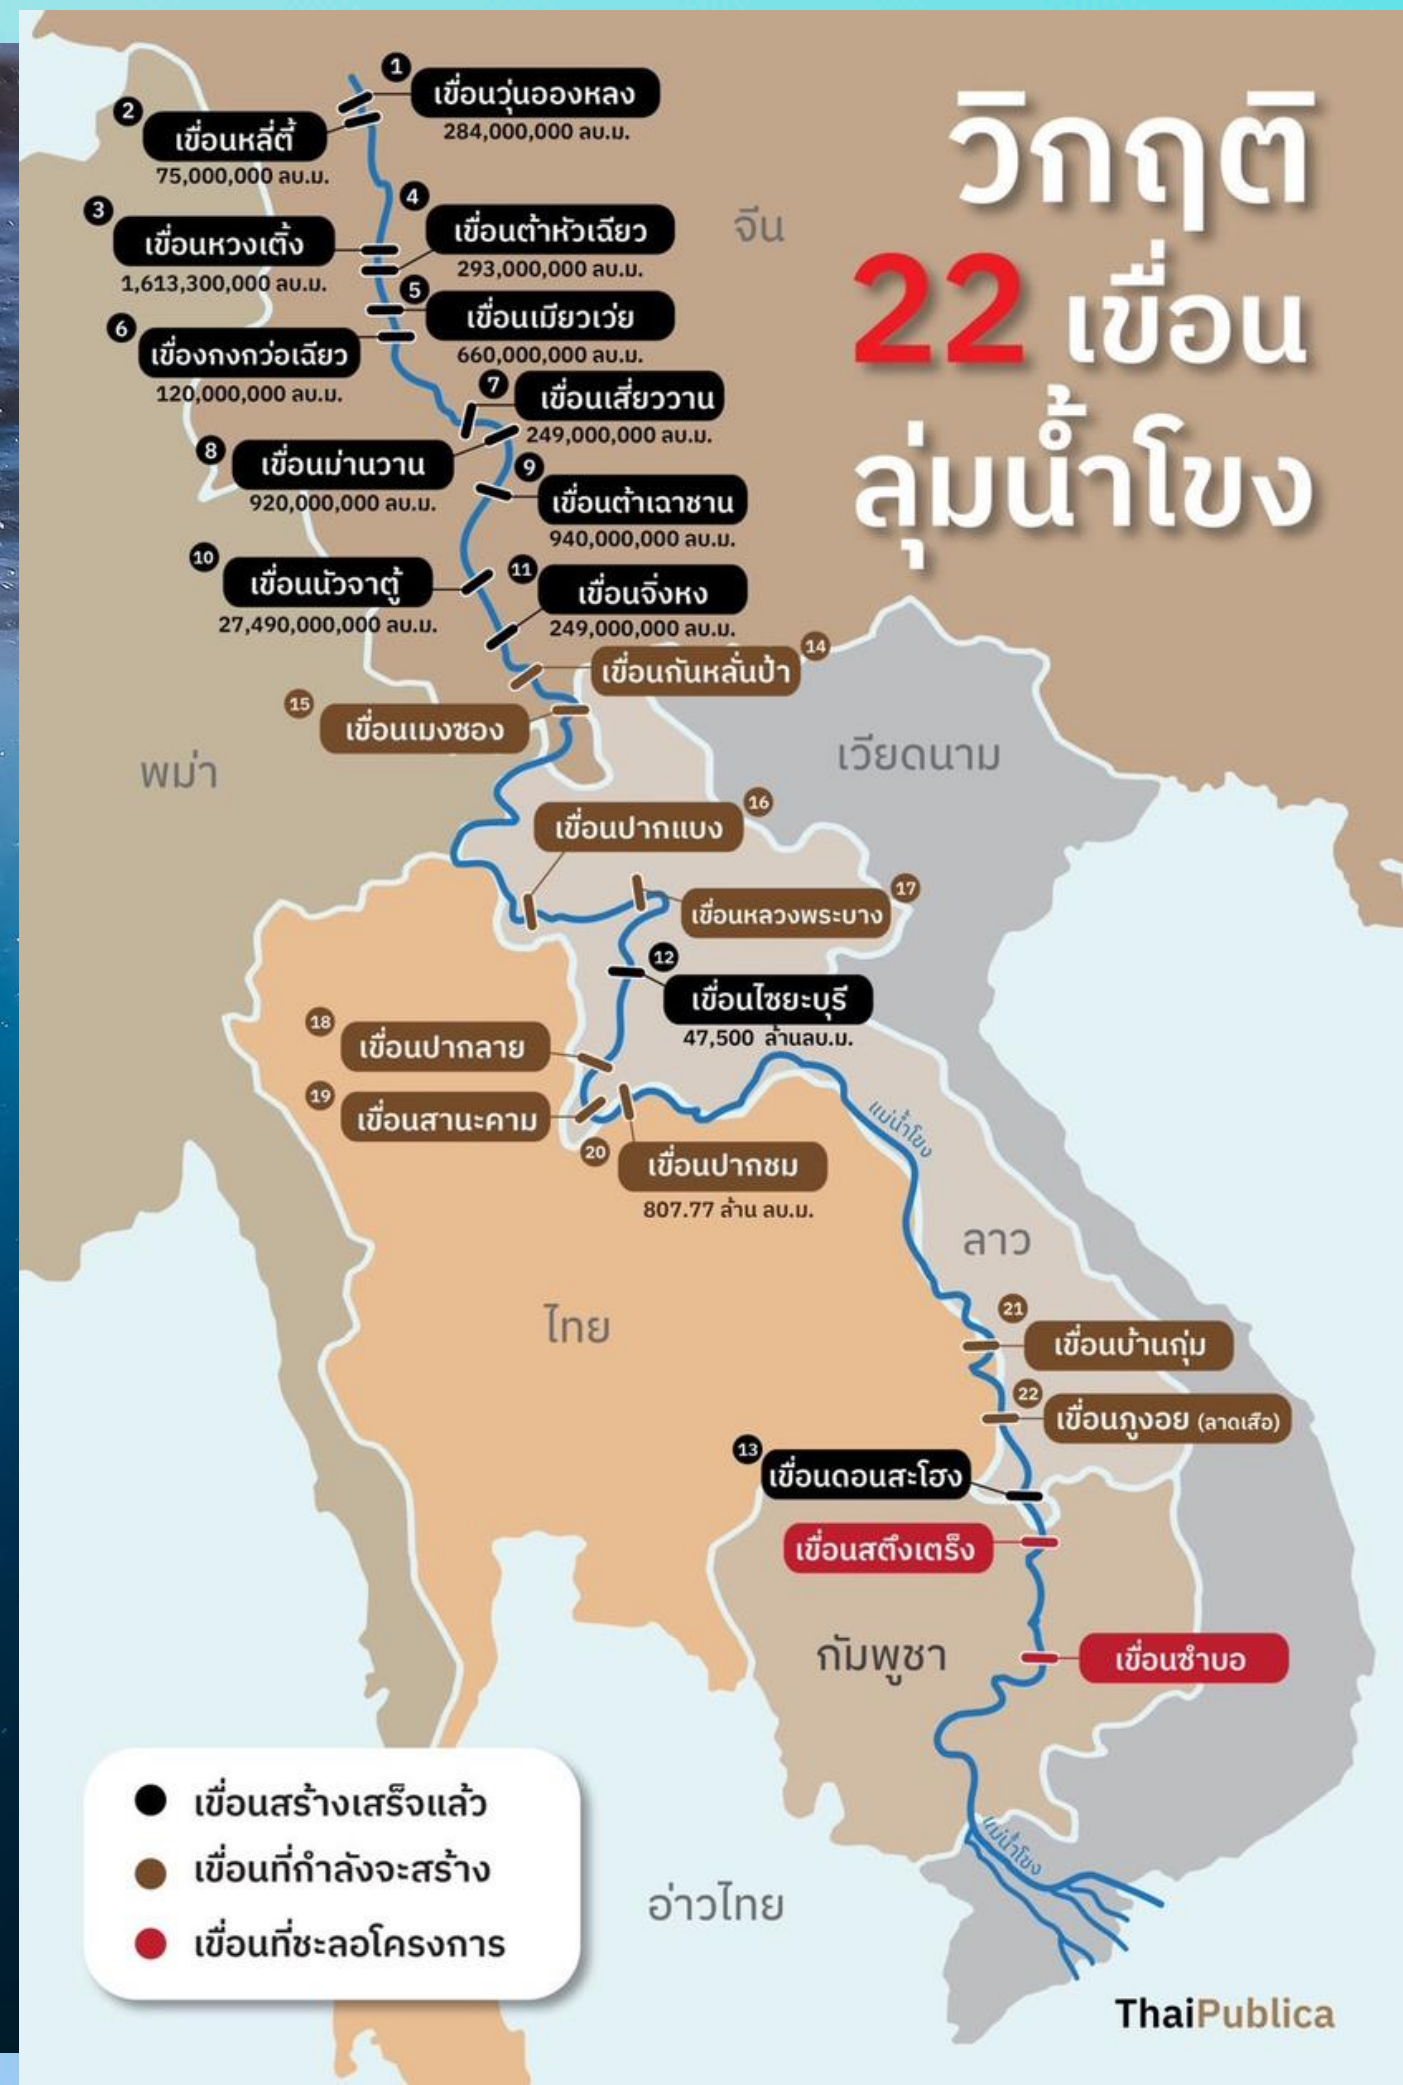 วิกฤติ
22 เขื่อน
ลุ่มน้ำโขง
1
เขื่อนวุ่นอองหลง
284,000,000 ลบ.ม.
2
เขื่อนหลี่ตี้
75,000,000 ลบ.ม.
3
เขื่อนหวงเติ้ง
1,613,300,000 ลบ.ม.
4
เขื่อนต้าหัวเฉียว
293,000,000 ลบ.ม.
5
เขื่อนเมียวเว่ย
660,000,000 ลบ.ม.
6
เขื่องกงกว่อเฉียว
120,000,000 ลบ.ม.
7
เขื่อนเสี่ยววาน
249,000,000 ลบ.ม.
8
เขื่อนม่านวาน
920,000,000 ลบ.ม.
9
เขื่อนต้าเฉาชาน
940,000,000 ลบ.ม.
10
เขื่อนนัวจาตู้
27,490,000,000 ลบ.ม.
11
เขื่อนจิ่งหง
249,000,000 ลบ.ม.
14
เขื่อนกันหลั่นป้า
15
เขื่อนเมงซอง
จีน
พม่า
เวียดนาม
16
เขื่อนปากแบง
17
เขื่อนหลวงพระบาง
12
เขื่อนไซยะบุรี
47,500 ล้านลบ.ม.
18
เขื่อนปากลาย
19
เขื่อนสานะคาม
20
เขื่อนปากชม
807.77 ล้าน ลบ.ม.
แม่น้ำโขง
ลาว
ไทย
21
เขื่อนบ้านกุ่ม
22
เขื่อนภูงอย (ลาดเสือ)
13
เขื่อนดอนสะโฮง
เขื่อนสตึงเตร็ง
กัมพูชา
เขื่อนซำบอ
แม่น้ำโขง
อ่าวไทย
เขื่อนสร้างเสร็จแล้ว
เขื่อนที่กำลังจะสร้าง
เขื่อนที่ชะลอโครงการ
ThaiPublica